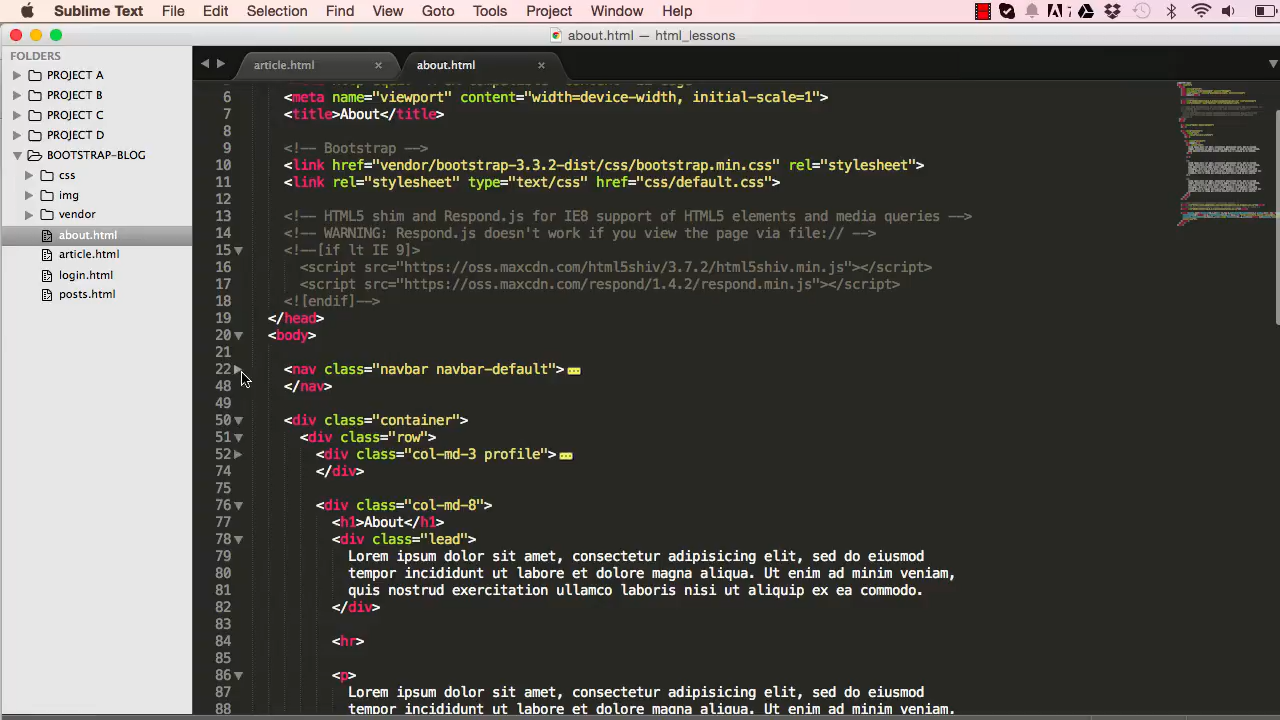 Sublime Text File Edit Selection Find View Goto Tools Project Window Help
about.html — html_lessons
FOLDERS
PROJECT A
PROJECT B
PROJECT C
PROJECT D
BOOTSTRAP-BLOG
css
img
vendor
about.html
article.html
login.html
posts.html
article.html
about.html
6 <meta name="viewport" content="width=device-width, initial-scale=1">
7 <title>About</title>
8
9 <!-- Bootstrap -->
10 <link href="vendor/bootstrap-3.3.2-dist/css/bootstrap.min.css" rel="stylesheet">
11 <link rel="stylesheet" type="text/css" href="css/default.css">
12
13 <!-- HTML5 shim and Respond.js for IE8 support of HTML5 elements and media queries -->
14 <!-- WARNING: Respond.js doesn't work if you view the page via file:// -->
15 <!--[if lt IE 9]>
16 <script src="https://oss.maxcdn.com/html5shiv/3.7.2/html5shiv.min.js"></script>
17 <script src="https://oss.maxcdn.com/respond/1.4.2/respond.min.js"></script>
18 <![endif]-->
19 </head>
20 <body>
21
22 <nav class="navbar navbar-default">
48 </nav>
49
50 <div class="container">
51 <div class="row">
52 <div class="col-md-3 profile">
74 </div>
75
76 <div class="col-md-8">
77 <h1>About</h1>
78 <div class="lead">
79 Lorem ipsum dolor sit amet, consectetur adipisicing elit, sed do eiusmod
80 tempor incididunt ut labore et dolore magna aliqua. Ut enim ad minim veniam,
81 quis nostrud exercitation ullamco laboris nisi ut aliquip ex ea commodo.
82 </div>
83
84 <hr>
85
86 <p>
87 Lorem ipsum dolor sit amet, consectetur adipisicing elit, sed do eiusmod
88 tempor incididunt ut labore et dolore magna aliqua. Ut enim ad minim veniam,